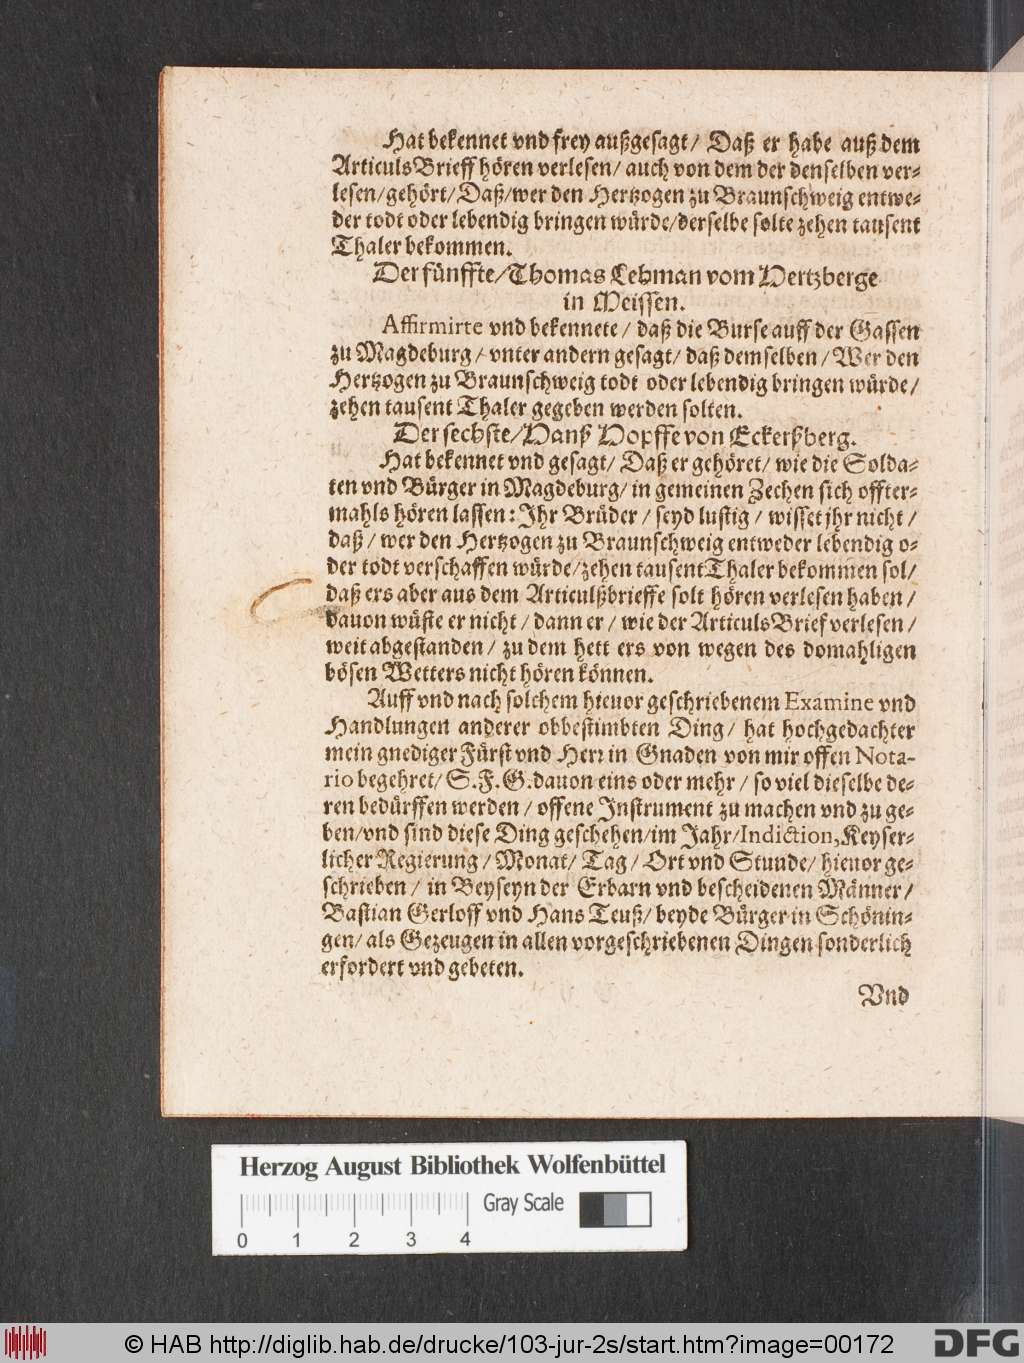 Hat bekennet vnd frey außgesagt/ Daß er habe auß dem
ArticulsBrieff hören verlesen/ auch von dem der denselben ver-
lesen/gehört/Daß/wer den Hertzogen zu Braunschweig entwe-
der todt oder lebendig bringen würde/derselbe solte zehen tausent
Thaler bekommen.
Der fünffte/Thomas Lehman vom Hertzberge
in Meissen.
Affirmirte vnd bekennete / daß die Burse auff der Gassen
zu Magdeburg / vnter andern gesagt/ daß demselben / Wer den
Hertzogen zu Braunschweig todt oder lebendig bringen würde/
zehen tausent Thaler gegeben werden solten.
Der sechste/Hanß Hopffe von Eckerßberg.
Hat bekennet vnd gesagt/ Daß er gehöret/ wie die Solda-
ten vnd Bürger in Magdeburg/ in gemeinen Zechen sich offter-
mahls hören lassen: Ihr Brüder / seyd lustig / wisset jhr nicht /
daß / wer den Hertzogen zu Braunschweig entweder lebendig o-
der todt verschaffen würde/zehen tausent Thaler bekommen sol/
daß ers aber aus dem Articulßbrieffe solt hören verlesen haben /
dauon wüste er nicht / dann er / wie der ArticulsBrief verlesen /
weit abgestanden / zu dem hett ers von wegen des domahligen
bösen Wetters nicht hören können.
Auff vnd nach solchem hieuor geschriebenem Examine vnd
Handlungen anderer obbestimbten Ding / hat hochgedachter
mein gnediger Fürst vnd Herr in Gnaden von mir offen Nota-
rio begehret/ S.F.G. dauon eins oder mehr / so viel dieselbe de-
ren bedürffen werden / offene Instrument zu machen vnd zu ge-
ben/vnd sind diese Ding geschehen/im Jahr/Indiction, Keyser-
licher Regierung / Monat/ Tag / Ort vnd Stunde/ hieuor ge-
schrieben / in Beyseyn der Erbarn vnd bescheidenen Männer /
Bastian Gerloff vnd Hans Teuß/ beyde Bürger in Schönin-
gen/ als Gezeugen in allen vorgeschriebenen Dingen sonderlich
erfordert vnd gebeten.
Vnd
Herzog August Bibliothek Wolfenbüttel
Gray Scale
0 1 2 3 4
© HAB http://diglib.hab.de/drucke/103-jur-2s/start.htm?image=00172
DFG